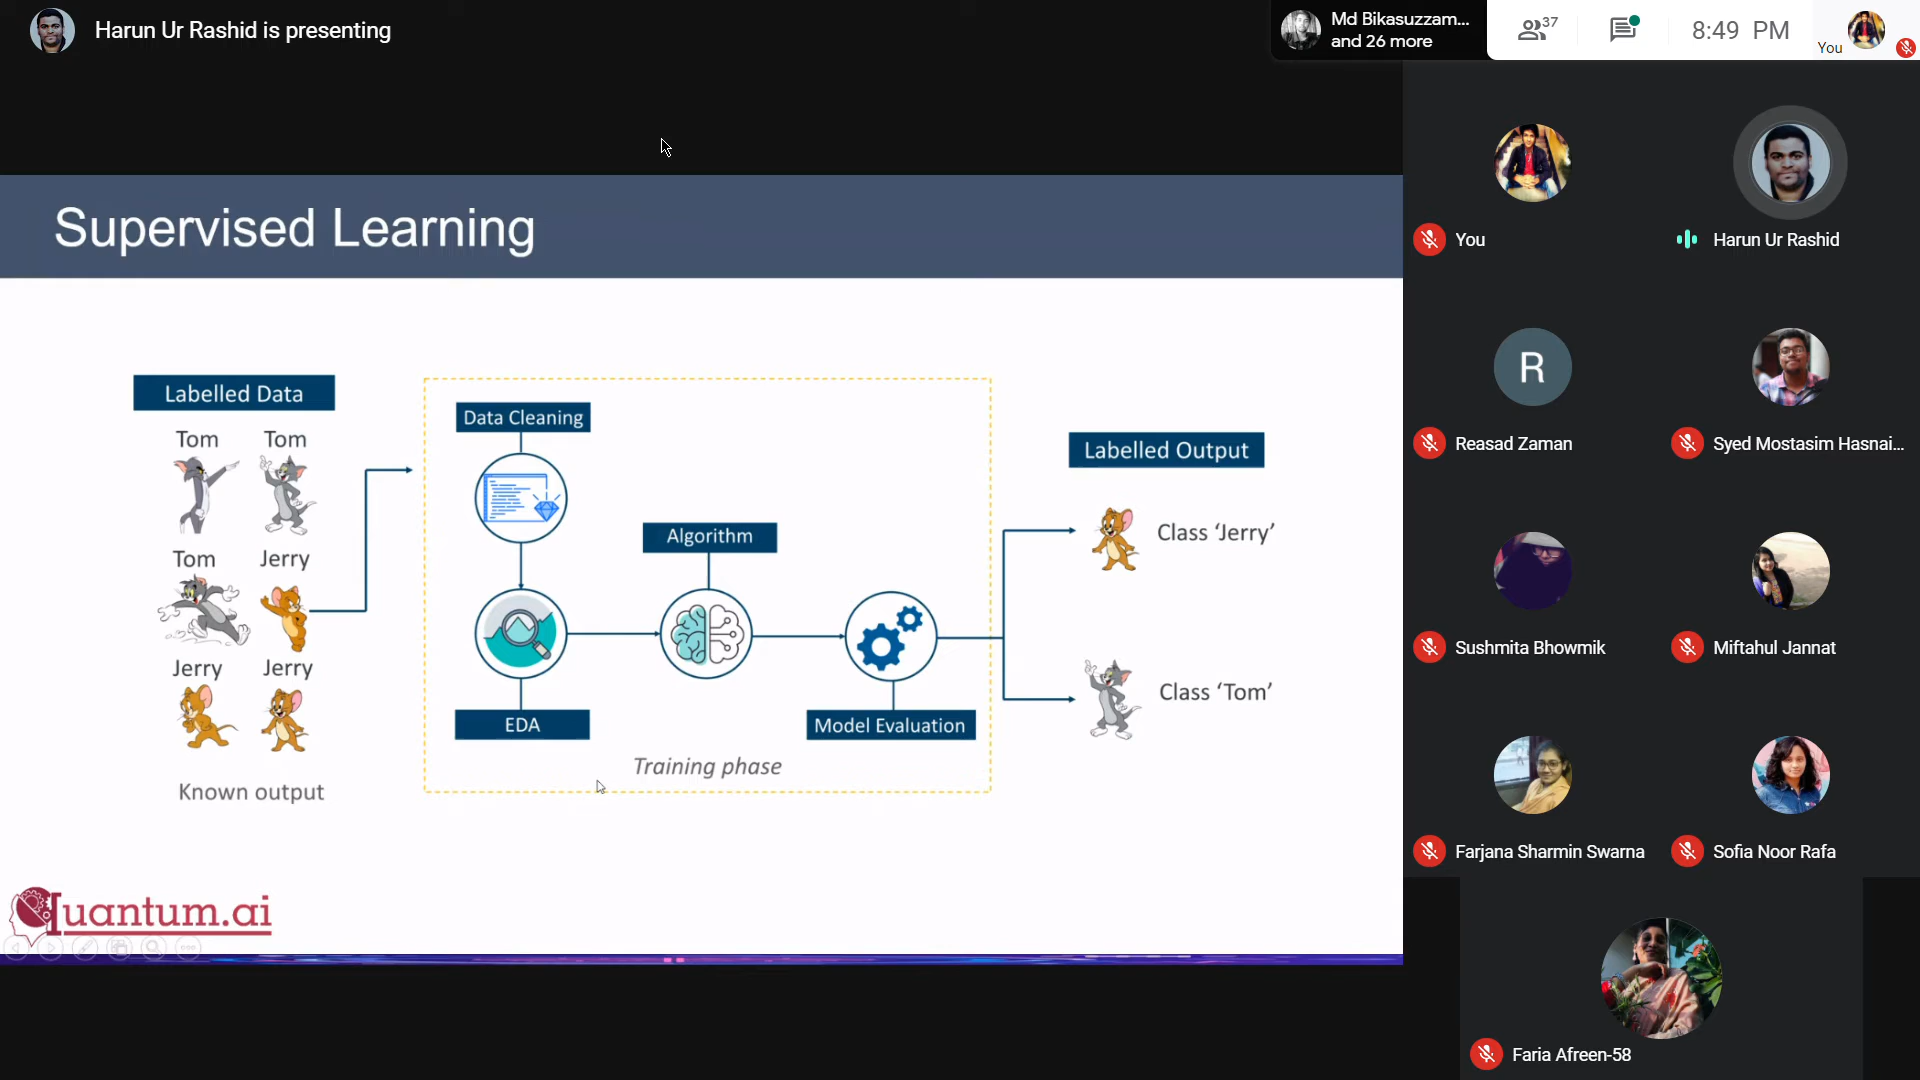 Harun Ur Rashid is presenting
Md Bikasuzzam...
and 26 more
37
8:49 PM
You
Supervised Learning
Labelled Data
Tom Tom
Tom Jerry
Jerry Jerry
Known output
Data Cleaning
EDA
Algorithm
Model Evaluation
Training phase
Labelled Output
Class ‘Jerry’
Class ‘Tom’
Quantum.ai
You
Harun Ur Rashid
R
Reasad Zaman
Syed Mostasim Hasnai...
Sushmita Bhowmik
Miftahul Jannat
Farjana Sharmin Swarna
Sofia Noor Rafa
Faria Afreen-58